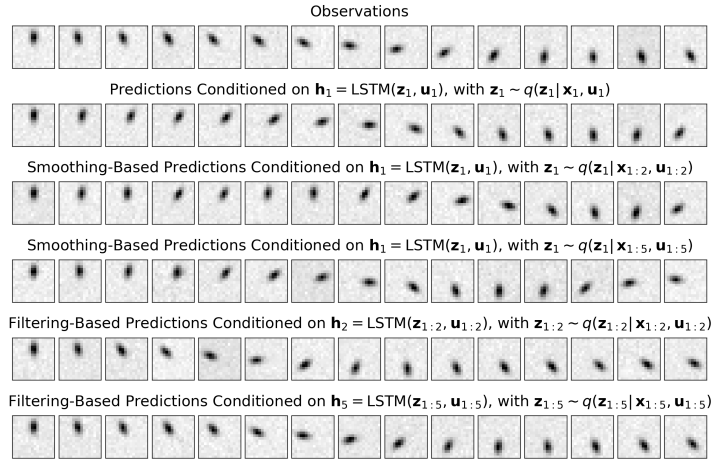 Observations
Predictions Conditioned on h₁ = LSTM(z₁, u₁), with z₁ ~ q(z₁| x₁, u₁)
Smoothing-Based Predictions Conditioned on h₁ = LSTM(z₁, u₁), with z₁ ~ q(z₁| x₁:₂, u₁:₂)
Smoothing-Based Predictions Conditioned on h₁ = LSTM(z₁, u₁), with z₁ ~ q(z₁| x₁:₅, u₁:₅)
Filtering-Based Predictions Conditioned on h₂ = LSTM(z₁:₂, u₁:₂), with z₁:₂ ~ q(z₁:₂| x₁:₂, u₁:₂)
Filtering-Based Predictions Conditioned on h₅ = LSTM(z₁:₅, u₁:₅), with z₁:₅ ~ q(z₁:₅| x₁:₅, u₁:₅)